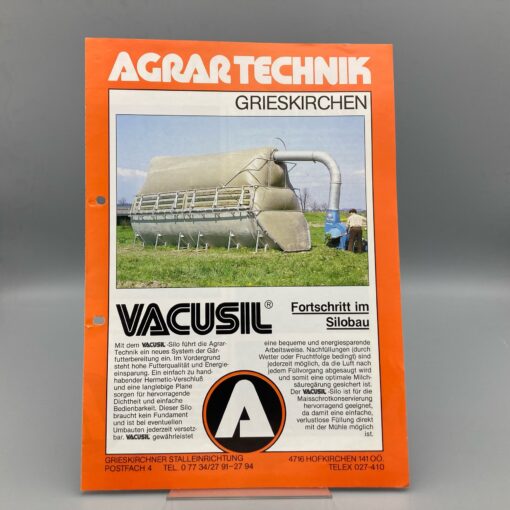 AGRARTECHNIK
GRIESKIRCHEN
VACUSIL®
Fortschritt im
Silobau
Mit dem VACUSIL-Silo führt die Agrar-
Technik ein neues System der Gär-
futterbereitung ein. Im Vordergrund
steht hohe Futterqualität und Energie-
einsparung. Ein einfach zu hand-
habender Hermetic-Verschluß
und eine langlebige Plane
sorgen für hervorragende
Dichtheit und einfache
Bedienbarkeit. Dieser Silo
braucht kein Fundament
und ist bei eventuellen
Umbauten jederzeit versetz-
bar. VACUSIL gewährleistet
eine bequeme und energiesparende
Arbeitsweise. Nachfüllungen (durch
Wetter oder Fruchtfolge bedingt) sind
jederzeit möglich, da die Luft nach
jedem Füllvorgang abgesaugt wird
und somit eine optimale Milch-
säuregärung gesichert ist.
Der VACUSIL-Silo ist für die
Maisschrotkonservierung
hervorragend geeignet,
da damit eine einfache,
verlustlose Füllung direkt
mit der Mühle möglich
ist.
A
GRIESKIRCHNER STALLEINRICHTUNG
POSTFACH 4 TEL. 0 77 34/27 91-27 94
4716 HOFKIRCHEN 141 OÖ.
TELEX 027-410